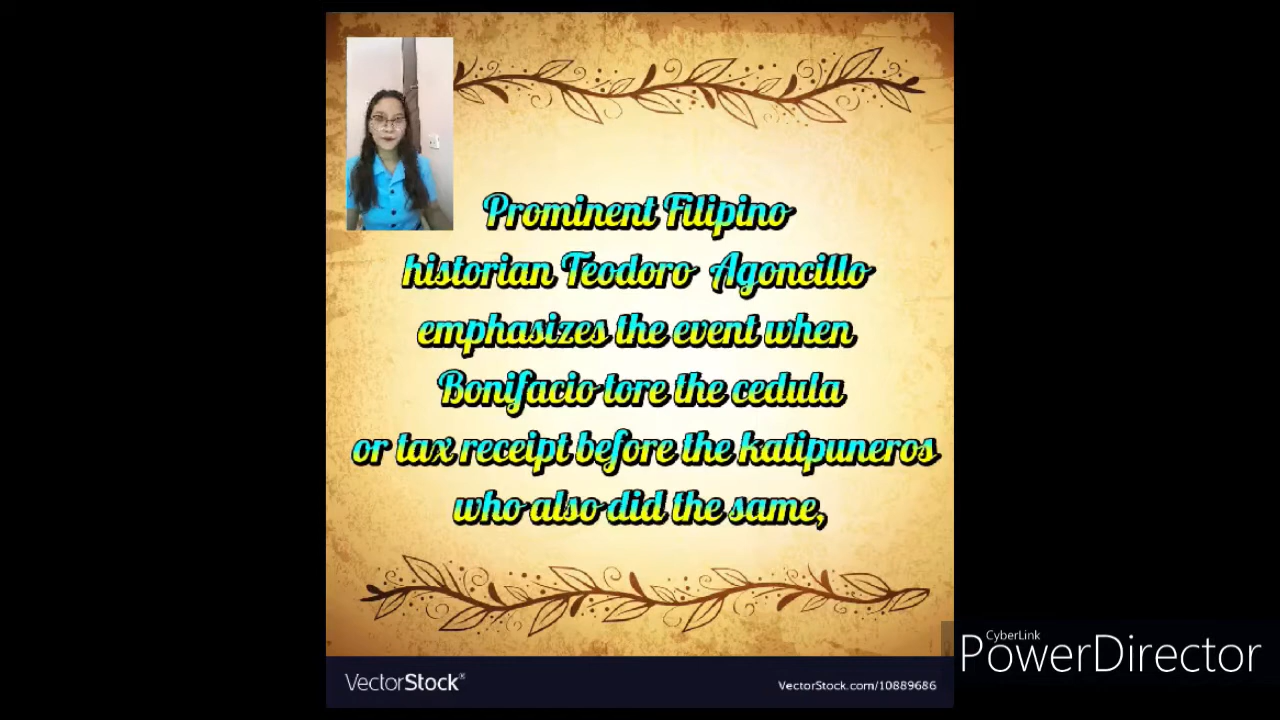 Prominent Filipino
historian Teodoro Agoncillo
emphasizes the event when
Bonifacio tore the cedula
or tax receipt before the katipuneros
who also did the same,
CyberLink
PowerDirector
VectorStock®
VectorStock.com/10889686